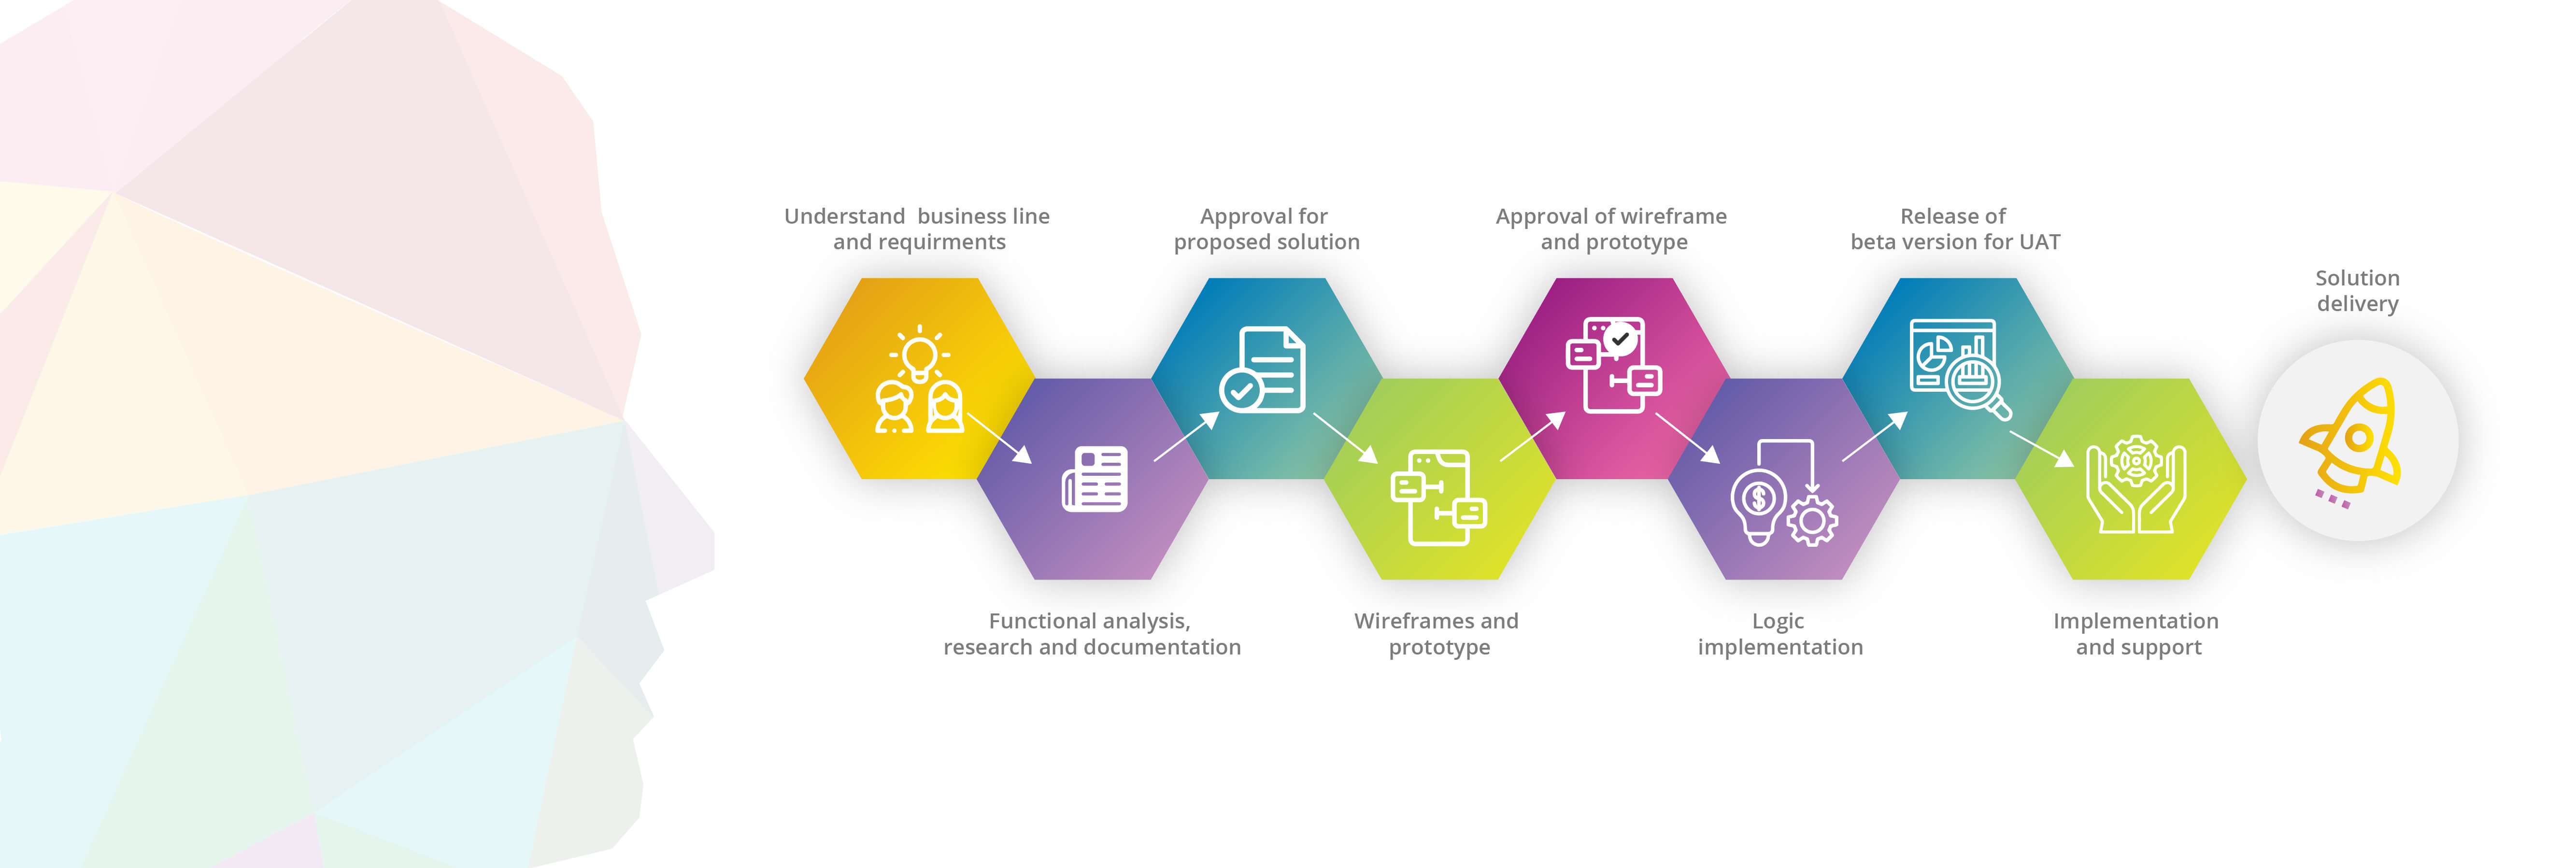 Understand  business line
and requirments
Functional analysis,
research and documentation
Approval for
proposed solution
Wireframes and
prototype
Approval of wireframe
and prototype
Logic
implementation
Release of
beta version for UAT
Implementation
and support
Solution
delivery
$